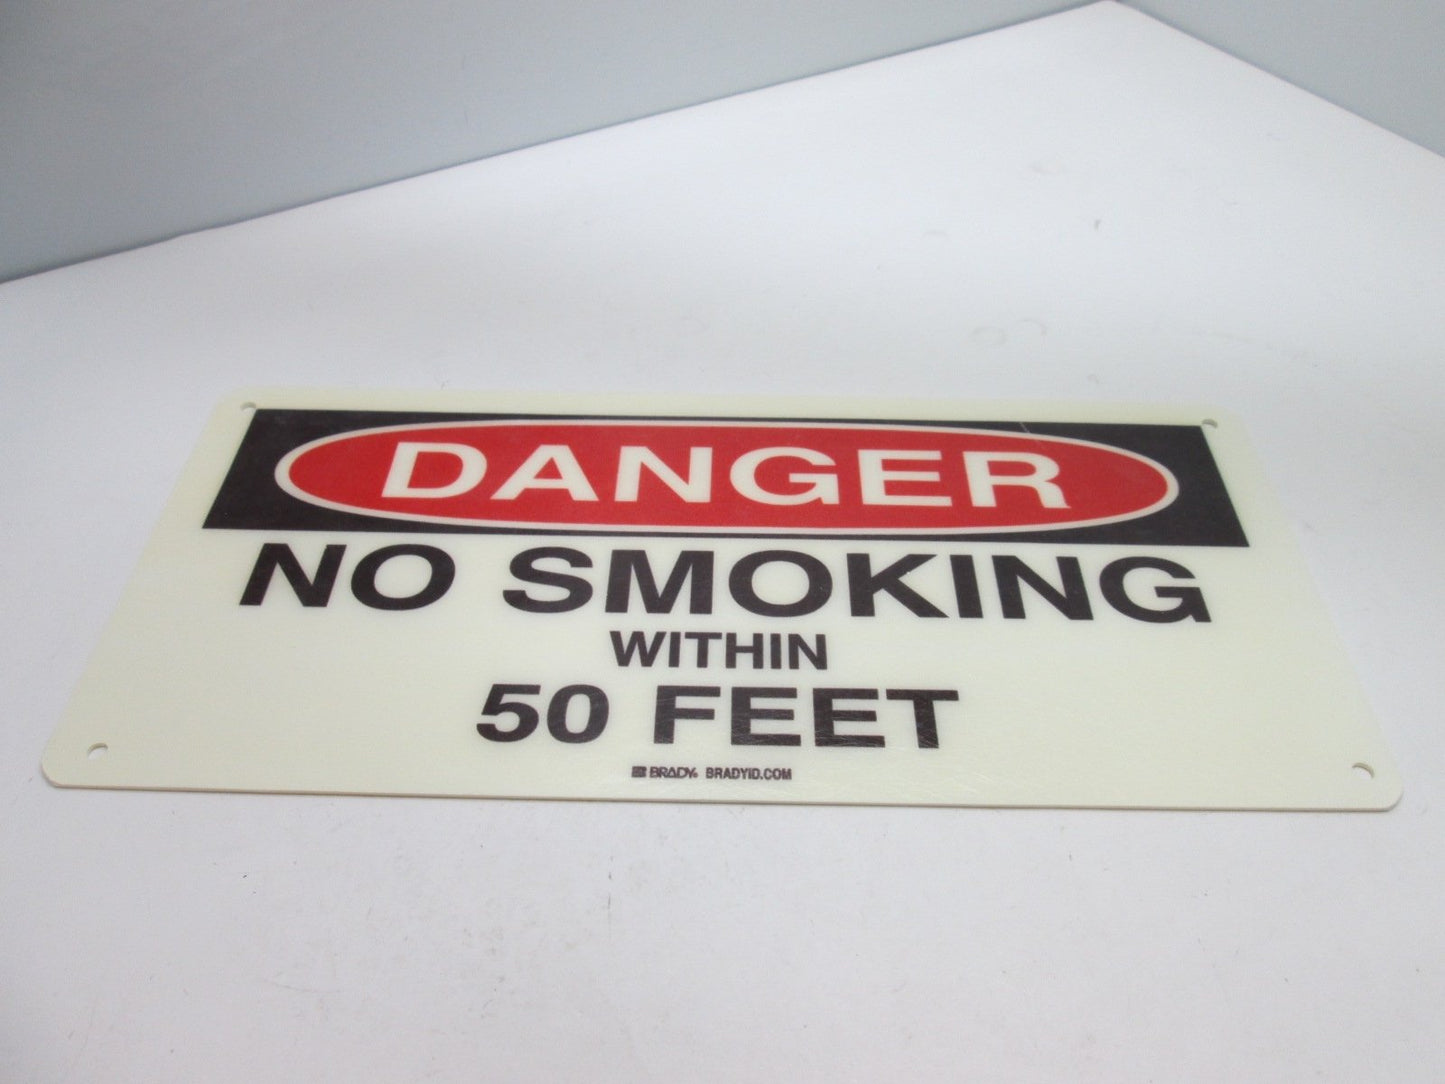 DANGER
NO SMOKING
WITHIN
50 FEET
BRADY® BRADYID.COM